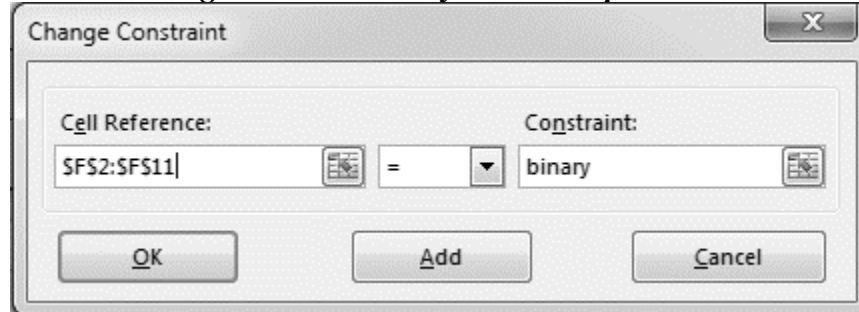 Change Constraint
X
Cell Reference:
Constraint:
$F$2:$F$11
=
binary
OK
Add
Cancel